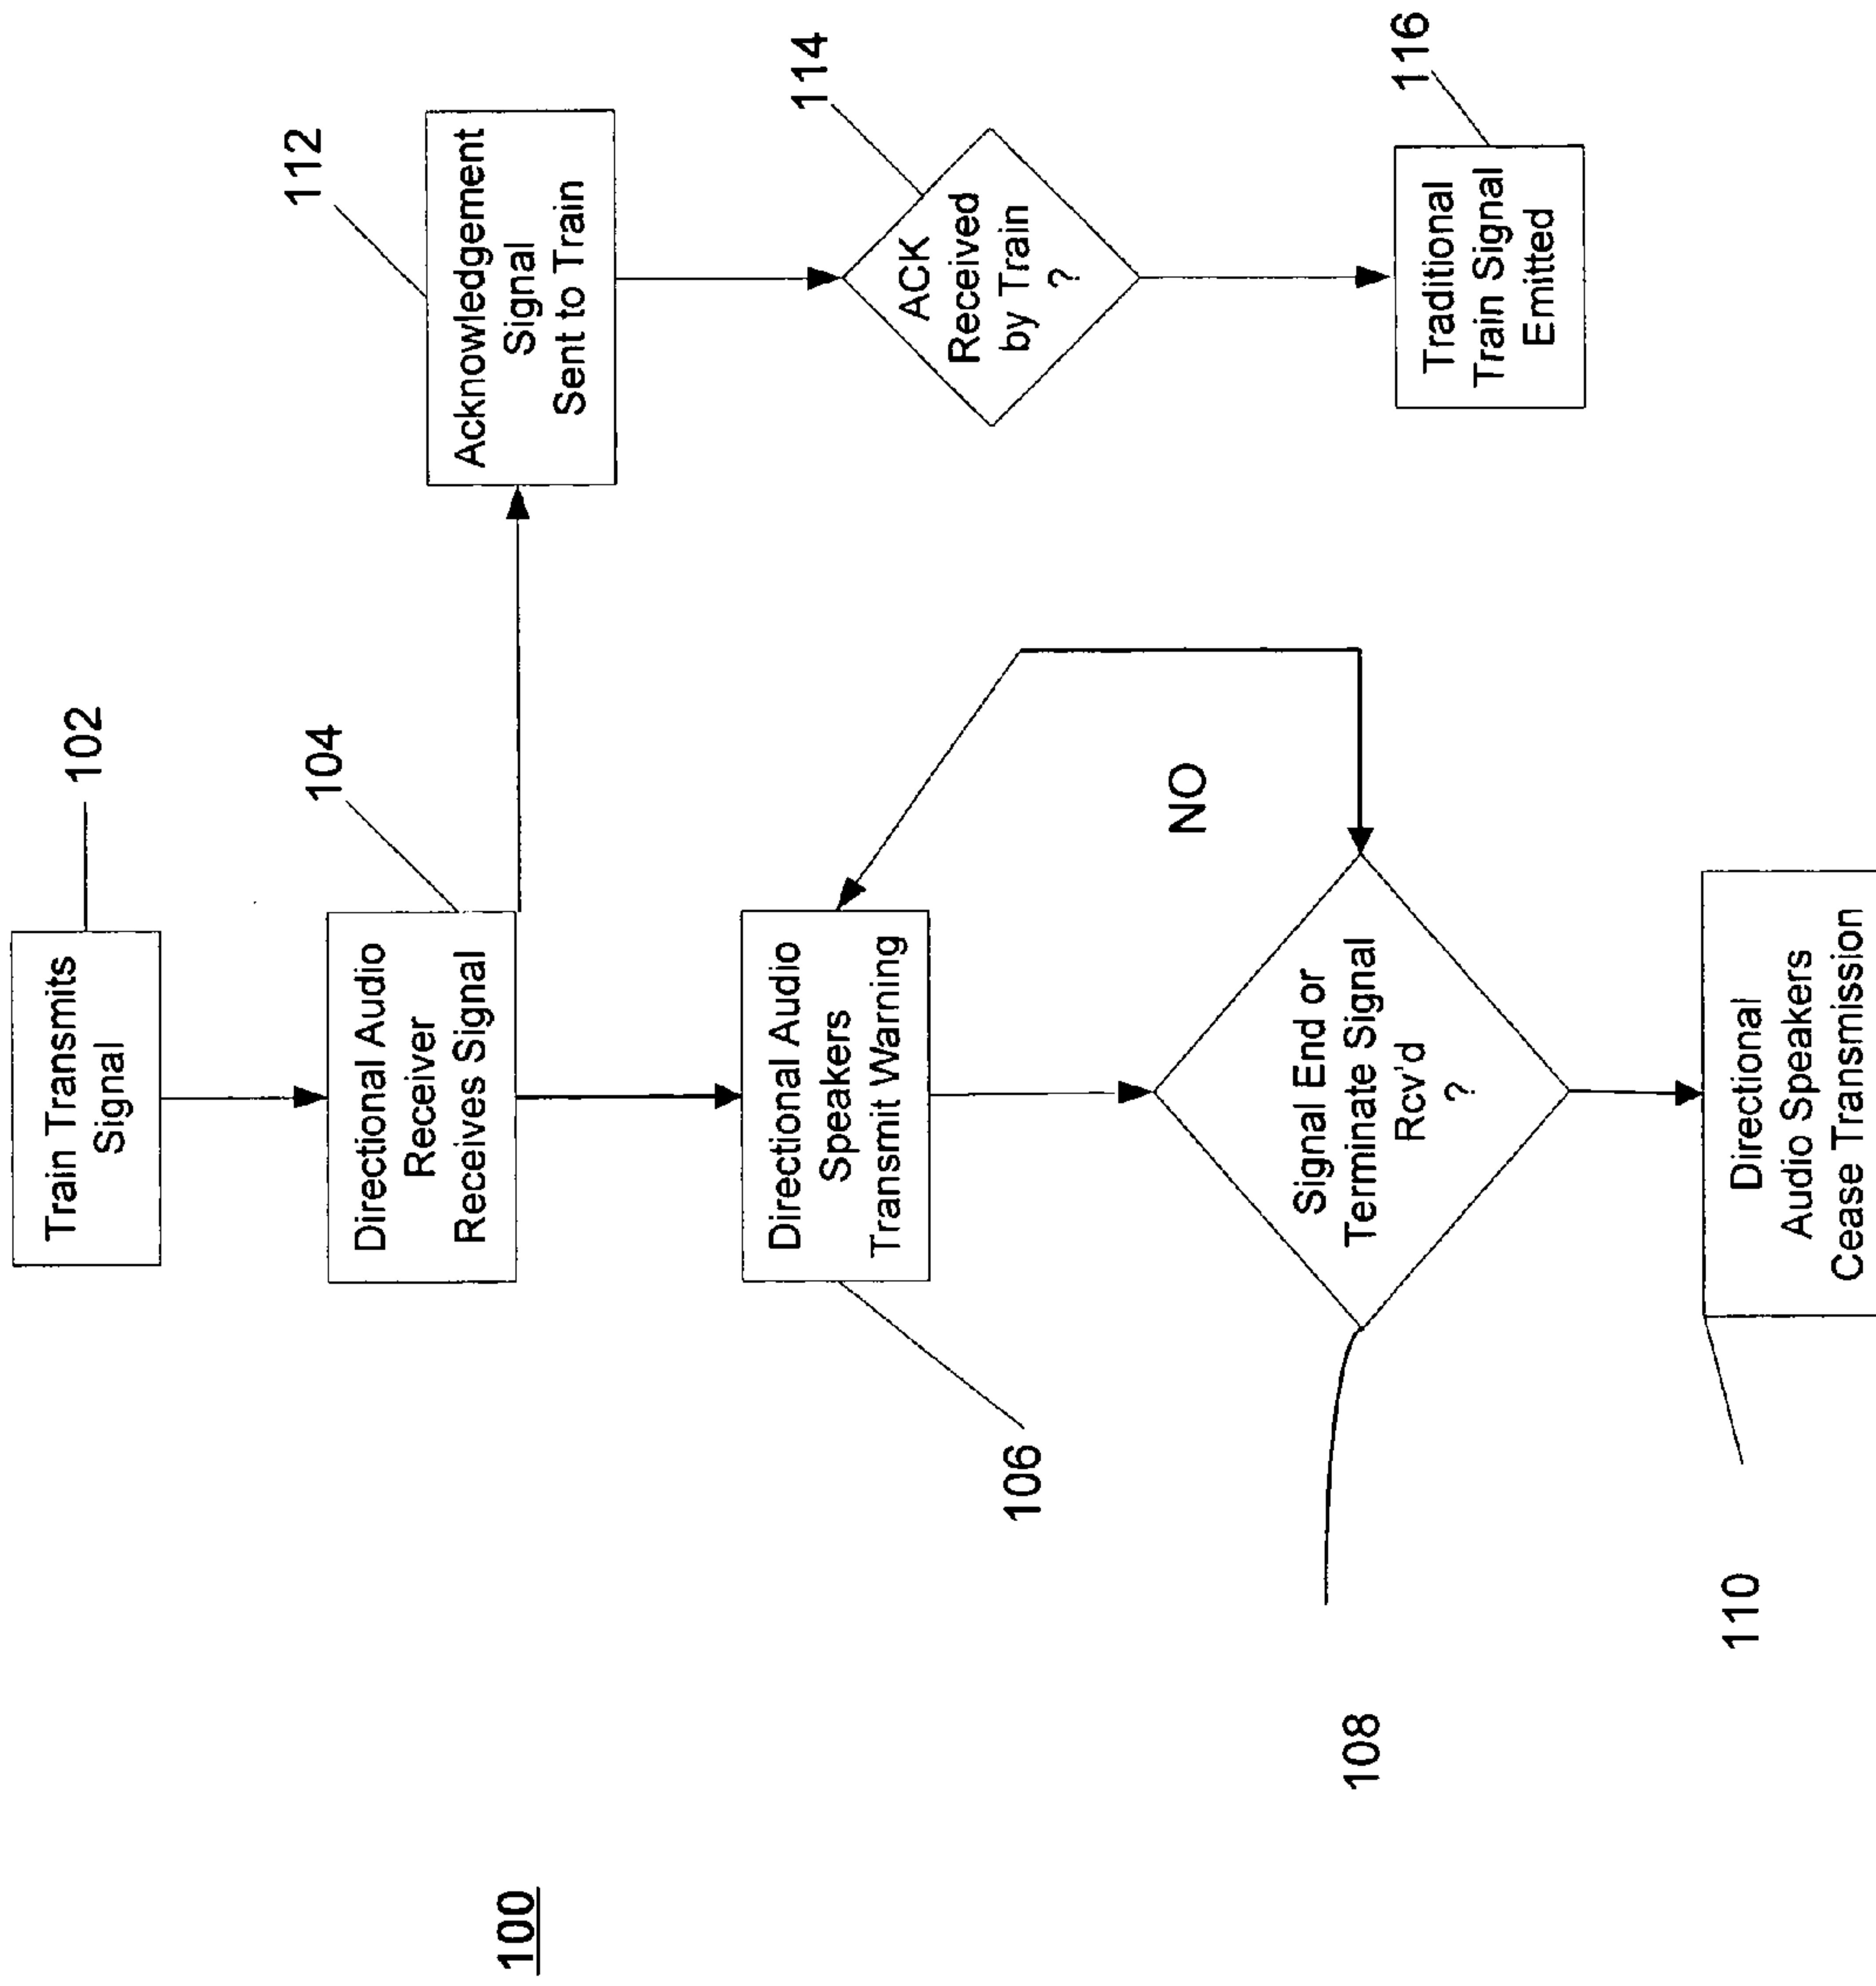 100
102
Train Transmits
Signal
104
Directional Audio
Receiver
Receives Signal
112
Acknowledgement
Signal
Sent to Train
106
Directional Audio
Speakers
Transmit Warning
114
ACK
Received
by Train
?
NO
108
Signal End or
Terminate Signal
Rcv'd
?
116
Traditional
Train Signal
Emitted
110
Directional
Audio Speakers
Cease Transmission